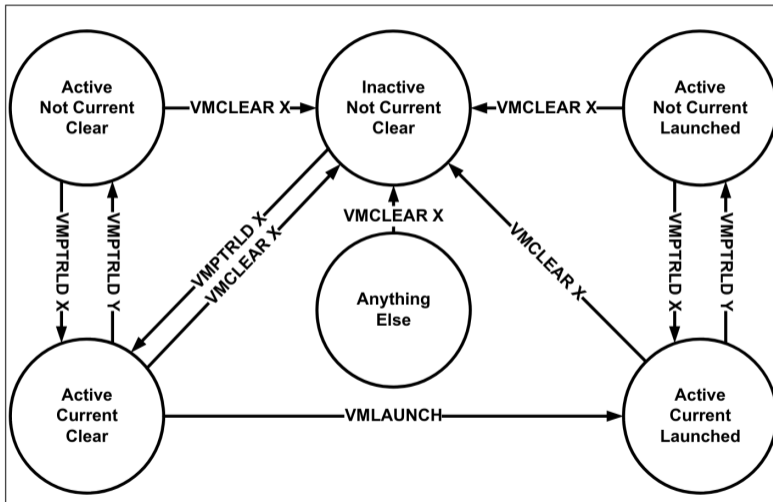 Active
Not Current
Clear
VMCLEAR X
Inactive
Not Current
Clear
VMCLEAR X
Active
Not Current
Launched
VMPTRLD X
VMPTRLD Y
VMPTRLD X
VMCLEAR X
VMCLEAR X
Anything
Else
VMCLEAR X
VMPTRLD X
VMPTRLD Y
Active
Current
Clear
VMLAUNCH
Active
Current
Launched